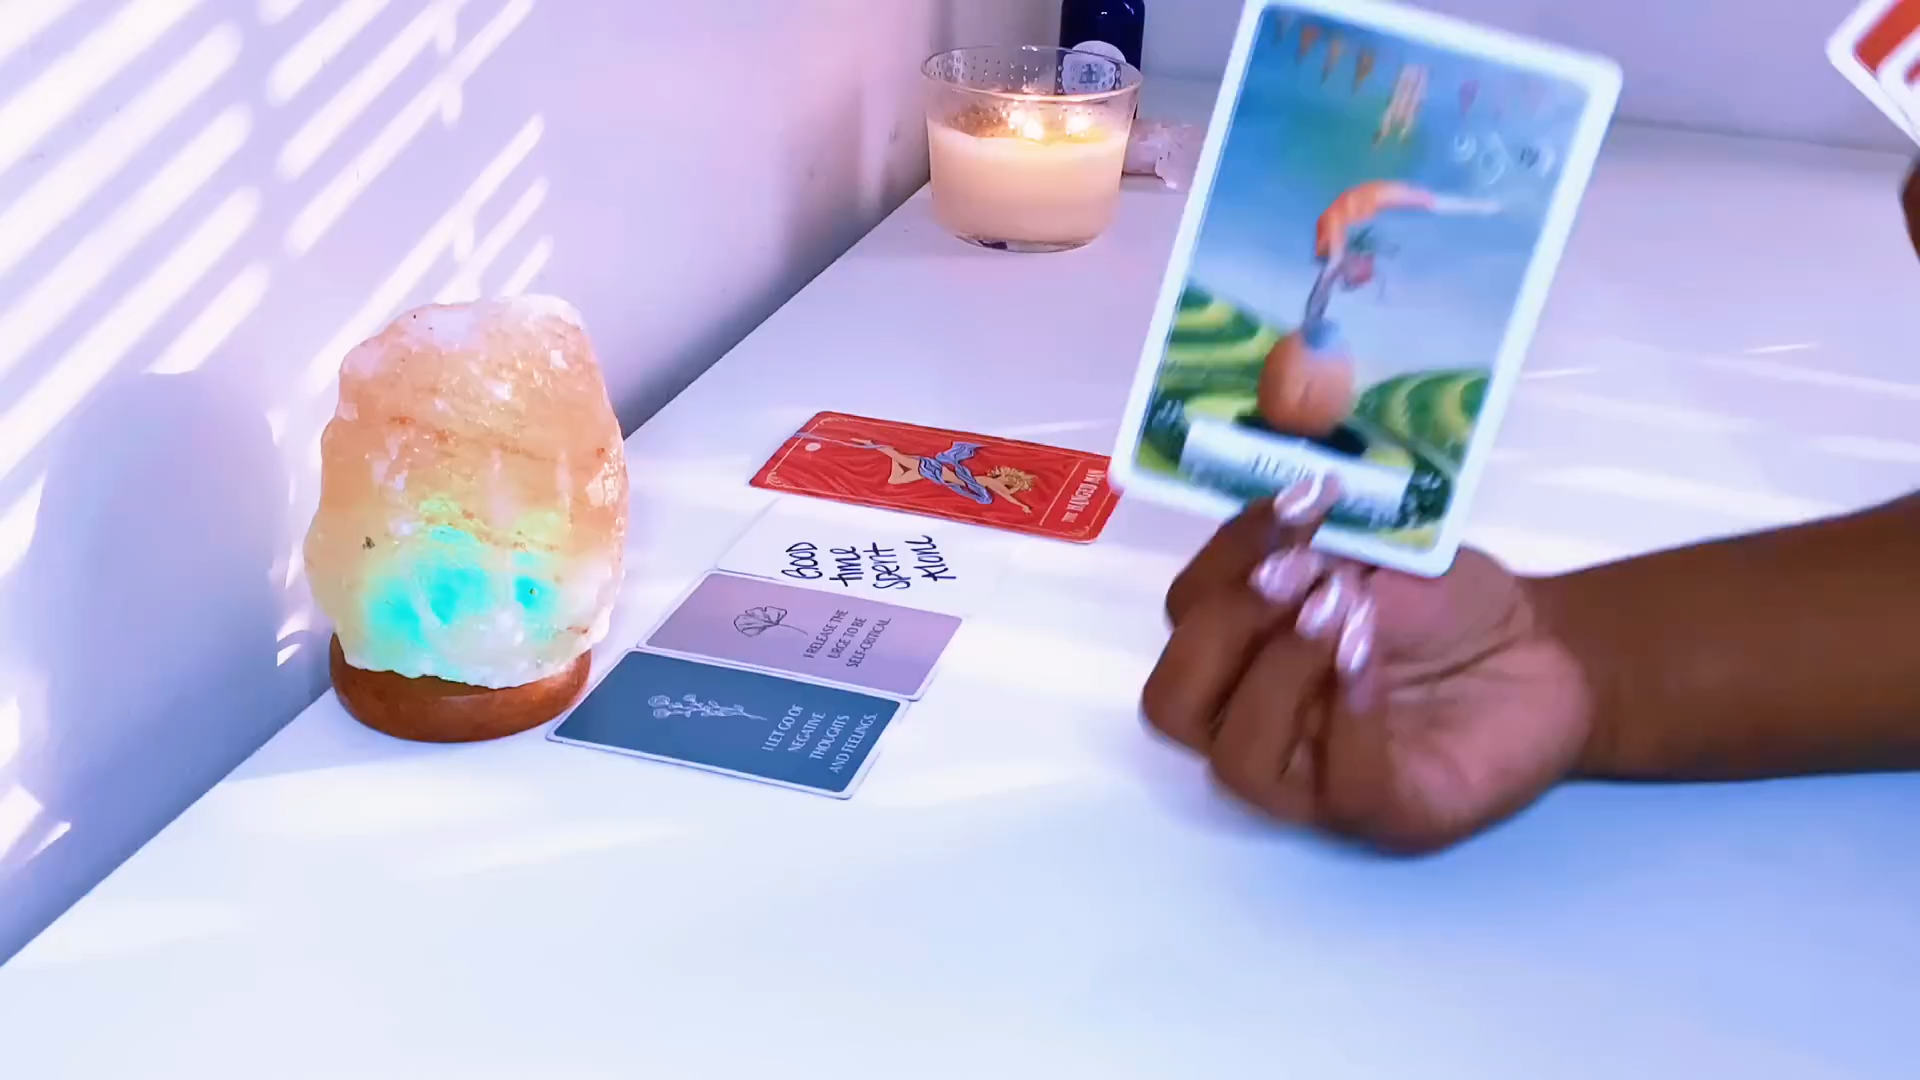 THE HANGED MAN
GOOD
time
spent
Alone
I RELEASE THE
URGE TO BE
SELF-CRITICAL
I LET GO OF
NEGATIVE
THOUGHTS
AND FEELINGS.